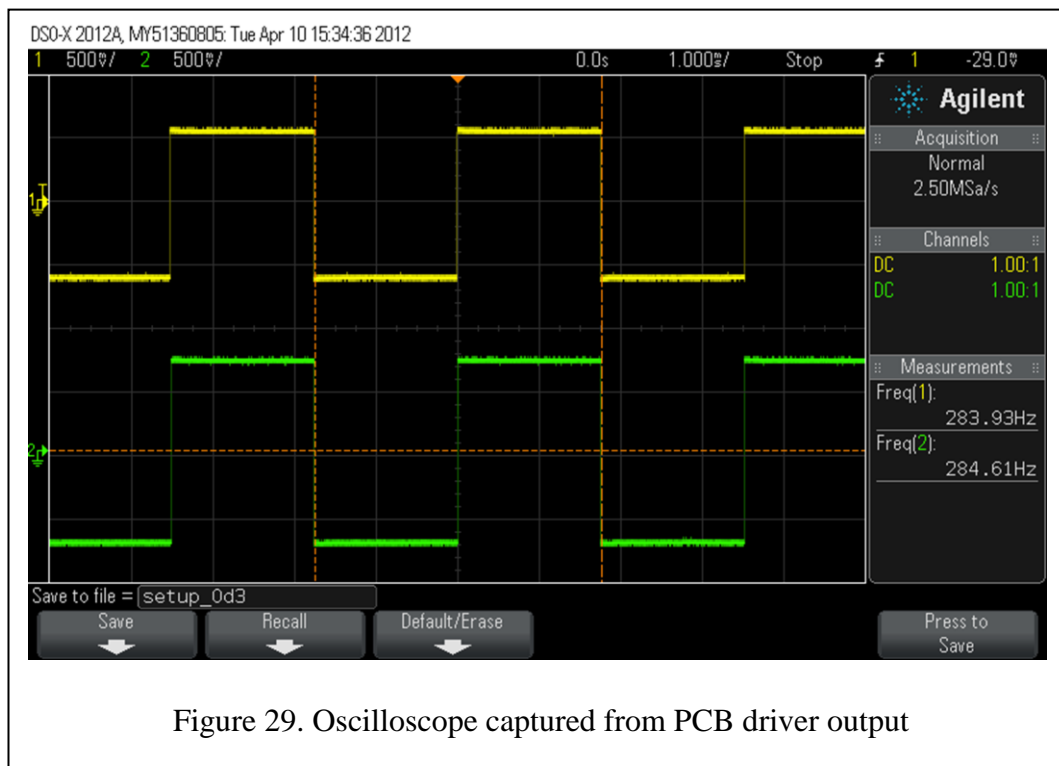 DSO-X 2012A, MY51360805: Tue Apr 10 15:34:36 2012
1 500mV/ 2 500mV/ 0.0s 1.000ms/ Stop 1 -29.0mV
Agilent
Acquisition
Normal
2.50MSa/s
Channels
DC 1.00:1
DC 1.00:1
Measurements
Freq(1):
283.93Hz
Freq(2):
284.61Hz
1
T
2
Save to file = setup_0d3
Save Recall Default/Erase Press to Save
Figure 29. Oscilloscope captured from PCB driver output